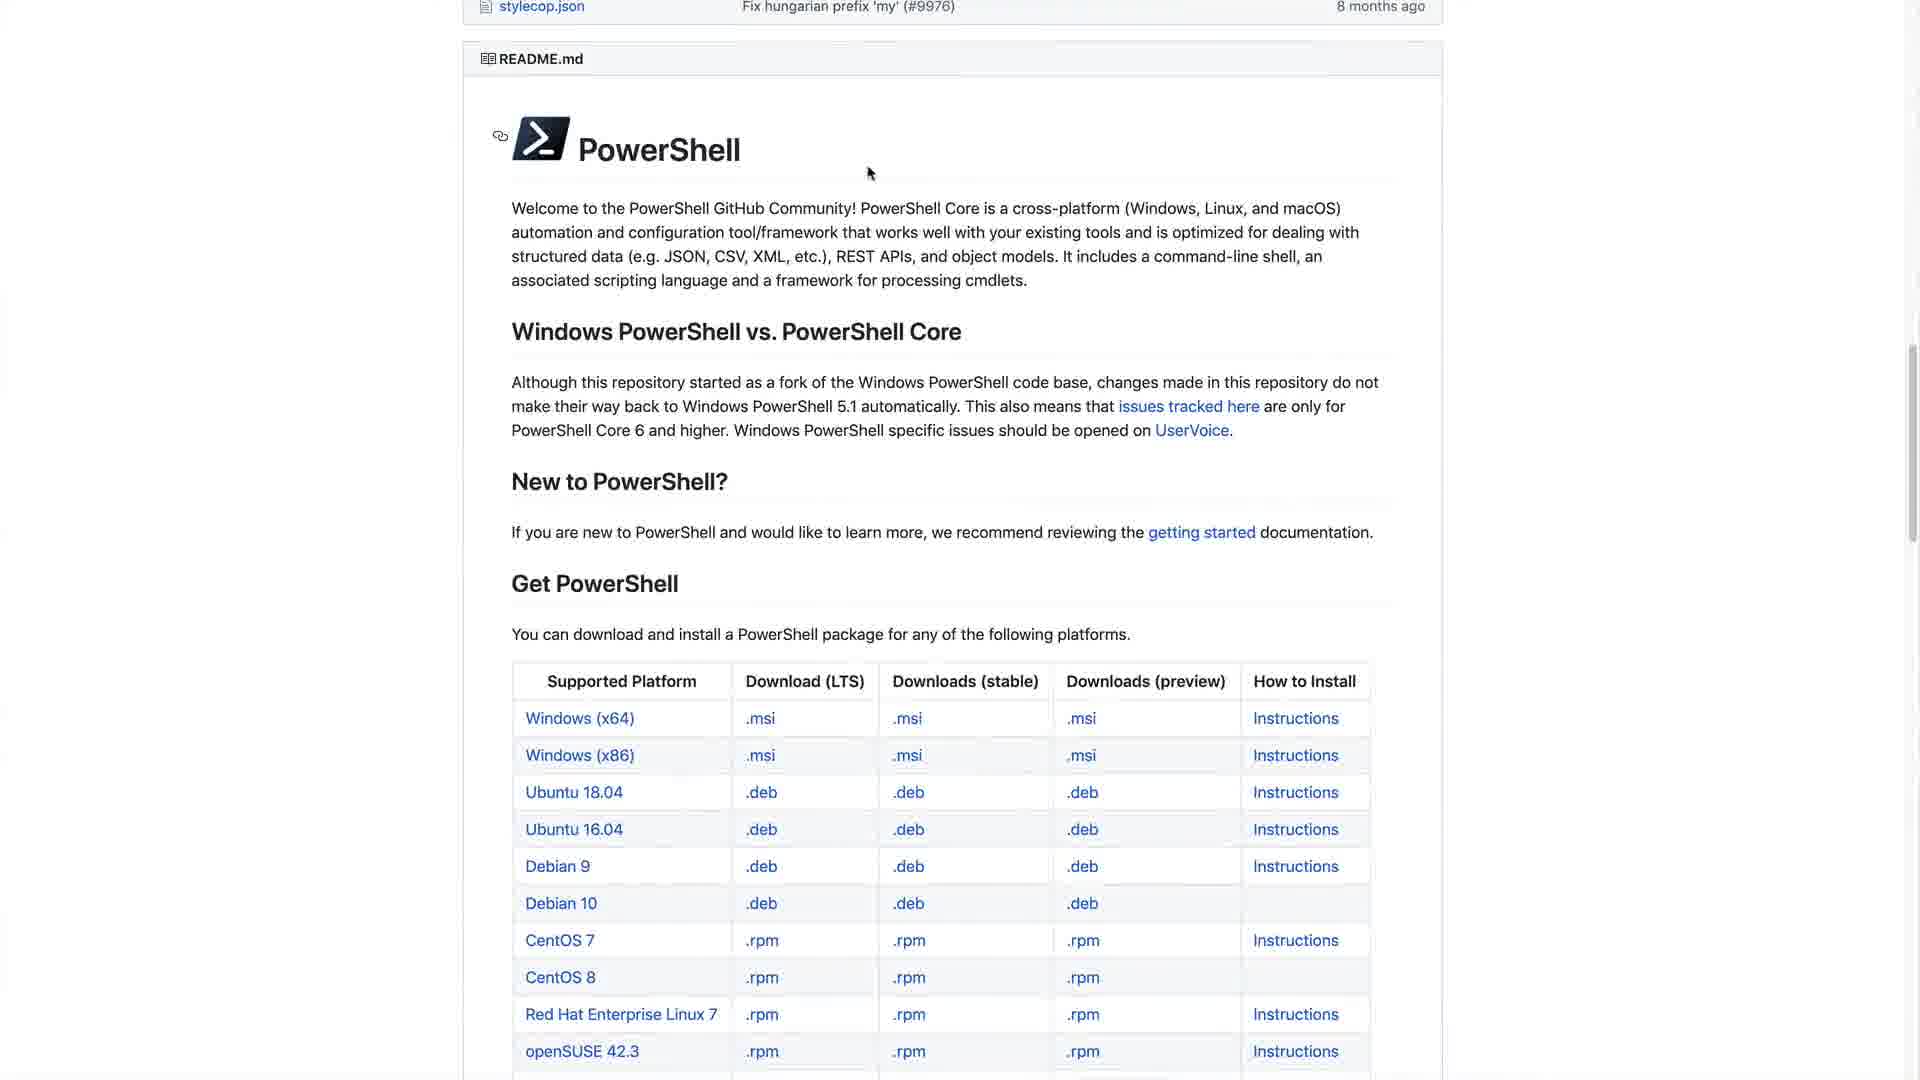 stylecop.json Fix hungarian prefix 'my' (#9976) 8 months ago
README.md
PowerShell
Welcome to the PowerShell GitHub Community! PowerShell Core is a cross-platform (Windows, Linux, and macOS)
automation and configuration tool/framework that works well with your existing tools and is optimized for dealing with
structured data (e.g. JSON, CSV, XML, etc.), REST APIs, and object models. It includes a command-line shell, an
associated scripting language and a framework for processing cmdlets.
Windows PowerShell vs. PowerShell Core
Although this repository started as a fork of the Windows PowerShell code base, changes made in this repository do not
make their way back to Windows PowerShell 5.1 automatically. This also means that issues tracked here are only for
PowerShell Core 6 and higher. Windows PowerShell specific issues should be opened on UserVoice.
New to PowerShell?
If you are new to PowerShell and would like to learn more, we recommend reviewing the getting started documentation.
Get PowerShell
You can download and install a PowerShell package for any of the following platforms.
Supported Platform Download (LTS) Downloads (stable) Downloads (preview) How to Install
Windows (x64) .msi .msi .msi Instructions
Windows (x86) .msi .msi .msi Instructions
Ubuntu 18.04 .deb .deb .deb Instructions
Ubuntu 16.04 .deb .deb .deb Instructions
Debian 9 .deb .deb .deb Instructions
Debian 10 .deb .deb .deb
CentOS 7 .rpm .rpm .rpm Instructions
CentOS 8 .rpm .rpm .rpm
Red Hat Enterprise Linux 7 .rpm .rpm .rpm Instructions
openSUSE 42.3 .rpm .rpm .rpm Instructions